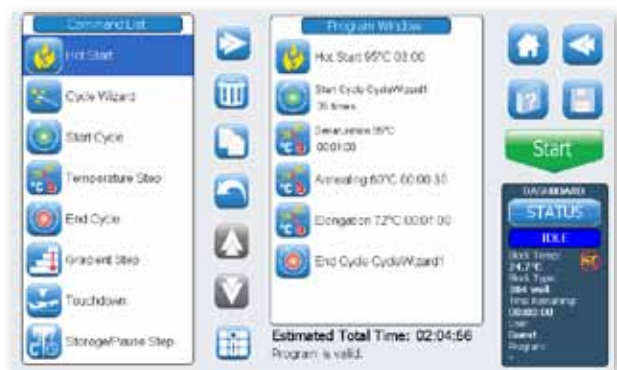 Command List
Hot Start
Cycle Wizard
Start Cycle
Temperature Step
End Cycle
Gradient Step
Touchdown
Storage/Pause Step
Program Window
Hot Start 95°C 03:00
Start Cycle CycleWizard1
35 times
Denaturation 95°C
00:01:00
Annealing 60°C 00:00:30
Elongation 72°C 00:01:00
End Cycle CycleWizard1
Estimated Total Time: 02:04:56
Program is valid.
Start
DASHBOARD
STATUS
IDLE
Block Temp:
24.7°C
Block Type:
384 well
Time Remaining:
00:00:00
User:
Guest
Program:
-